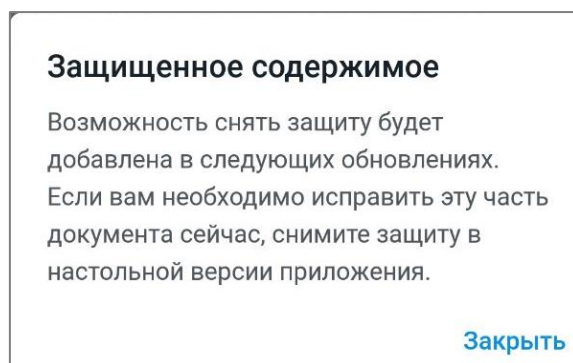 Защищенное содержимое
Возможность снять защиту будет
добавлена в следующих обновлениях.
Если вам необходимо исправить эту часть
документа сейчас, снимите защиту в
настольной версии приложения.
Закрыть